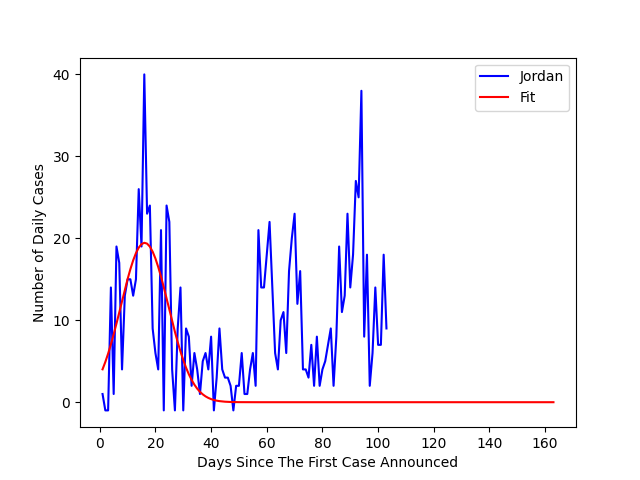 Jordan
Fit
40
30
20
10
0
Number of Daily Cases
0 20 40 60 80 100 120 140 160
Days Since The First Case Announced